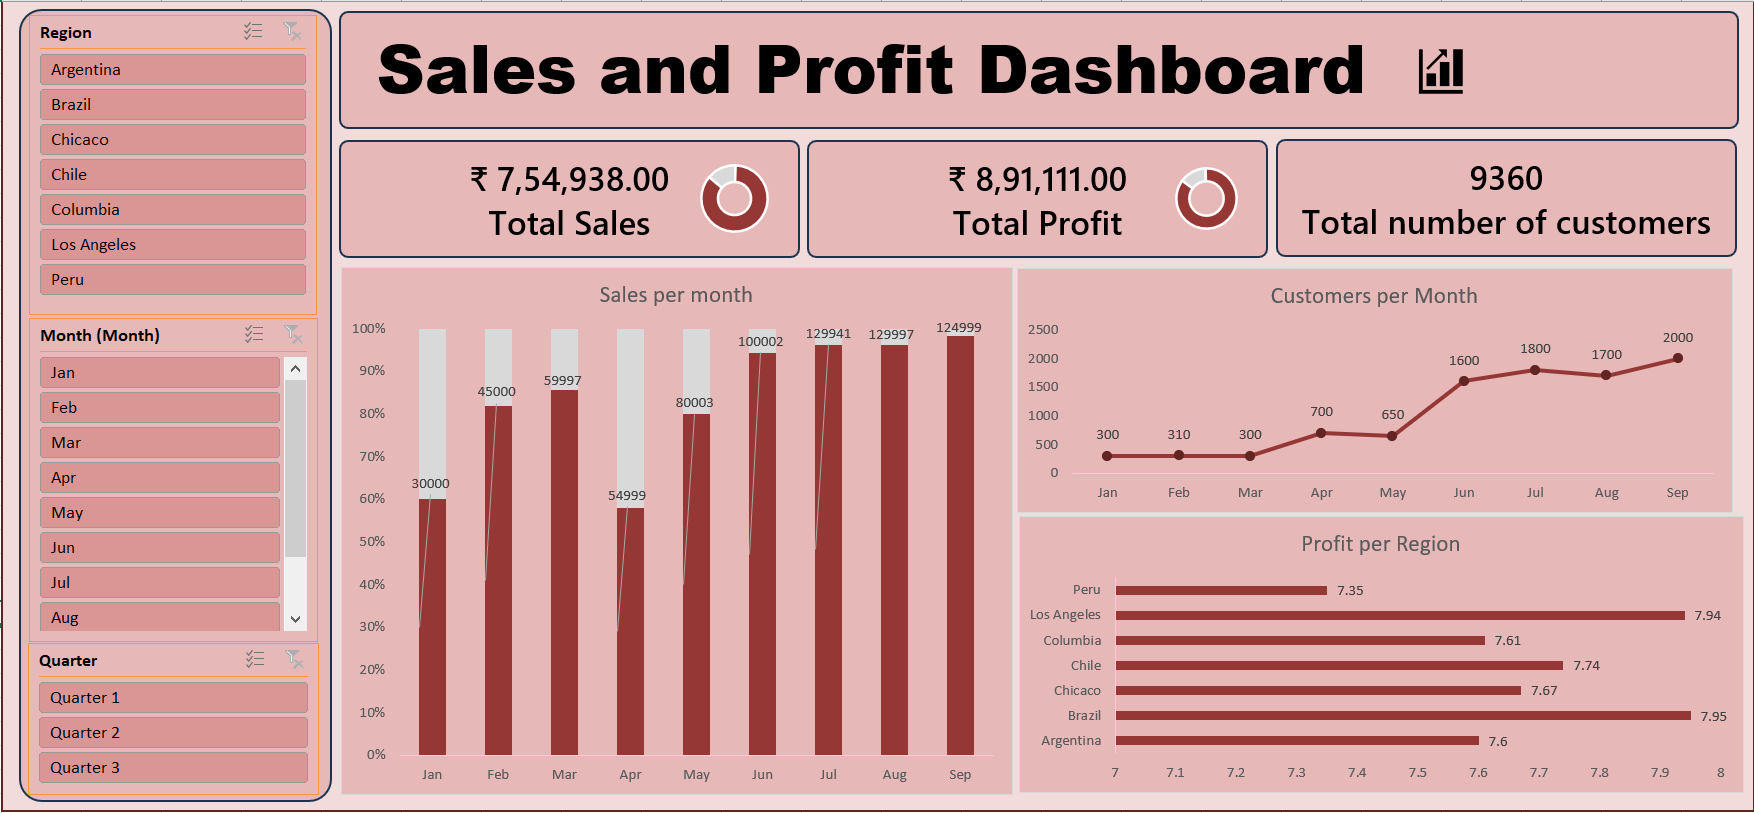 Region
Argentina
Brazil
Chicaco
Chile
Columbia
Los Angeles
Peru
Month (Month)
Jan
Feb
Mar
Apr
May
Jun
Jul
Aug
Quarter
Quarter 1
Quarter 2
Quarter 3
Sales and Profit Dashboard
₹ 7,54,938.00
Total Sales
₹ 8,91,111.00
Total Profit
9360
Total number of customers
Sales per month
100%
90%
80%
70%
60%
50%
40%
30%
20%
10%
0%
30000
45000
59997
54999
80003
100002
129941
129997
124999
Jan Feb Mar Apr May Jun Jul Aug Sep
Customers per Month
2500
2000
1500
1000
500
0
300 310 300 700 650 1600 1800 1700 2000
Jan Feb Mar Apr May Jun Jul Aug Sep
Profit per Region
Peru 7.35
Los Angeles 7.94
Columbia 7.61
Chile 7.74
Chicaco 7.67
Brazil 7.95
Argentina 7.6
7 7.1 7.2 7.3 7.4 7.5 7.6 7.7 7.8 7.9 8